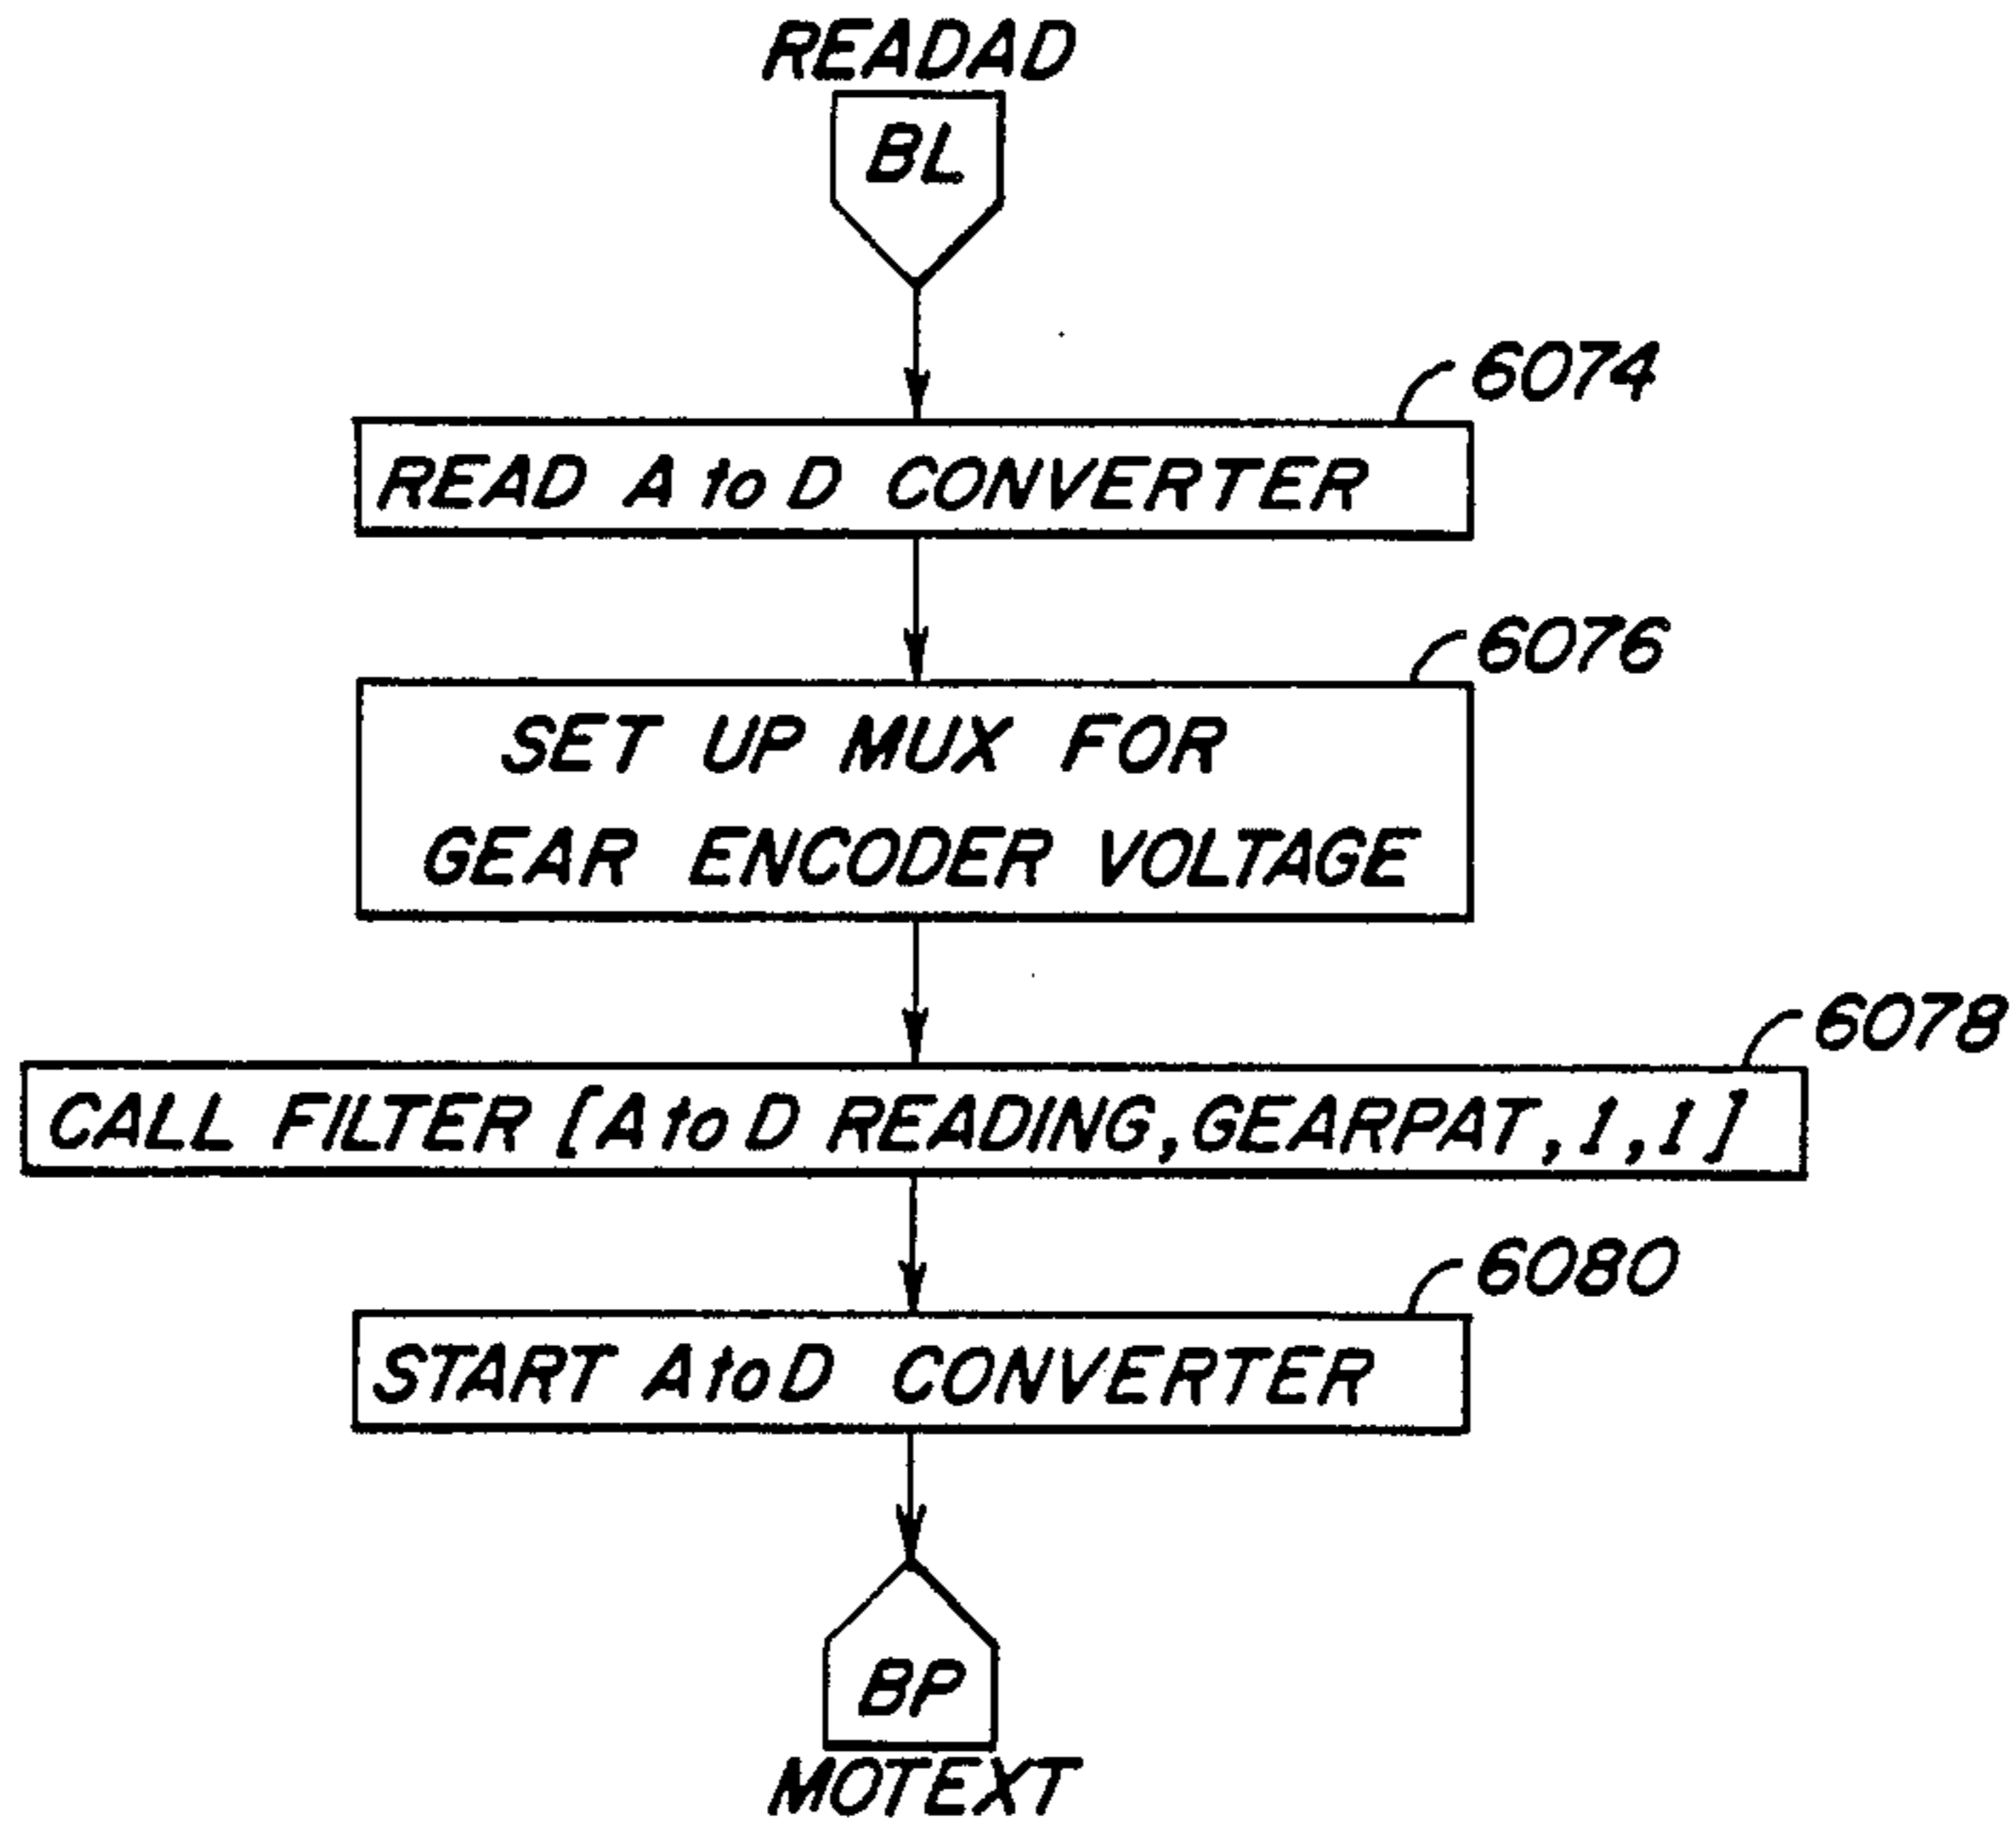 READAD
BL
6074
READ A to D CONVERTER
6076
SET UP MUX FOR
GEAR ENCODER VOLTAGE
6078
CALL FILTER [A to D READING, GEARPAT, 1, 1]
6080
START A to D CONVERTER
BP
MOTEXT